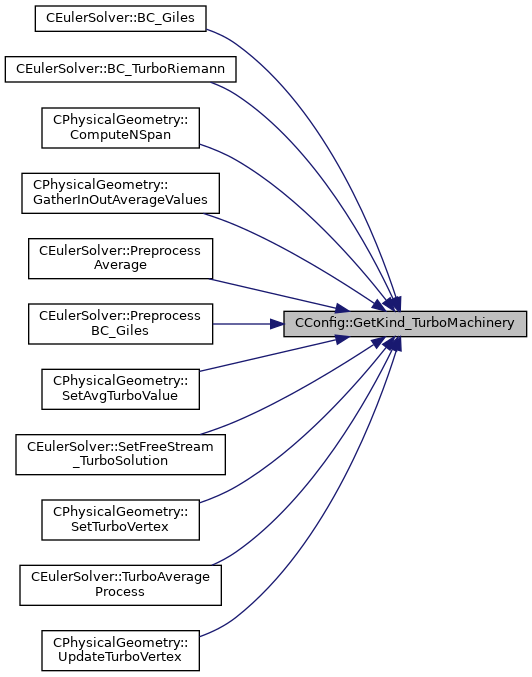 CEulerSolver::BC_Giles
CEulerSolver::BC_TurboRiemann
CPhysicalGeometry::
ComputeNSpan
CPhysicalGeometry::
GatherInOutAverageValues
CEulerSolver::Preprocess
Average
CEulerSolver::Preprocess
BC_Giles
CConfig::GetKind_TurboMachinery
CPhysicalGeometry::
SetAvgTurboValue
CEulerSolver::SetFreeStream
_TurboSolution
CPhysicalGeometry::
SetTurboVertex
CEulerSolver::TurboAverage
Process
CPhysicalGeometry::
UpdateTurboVertex